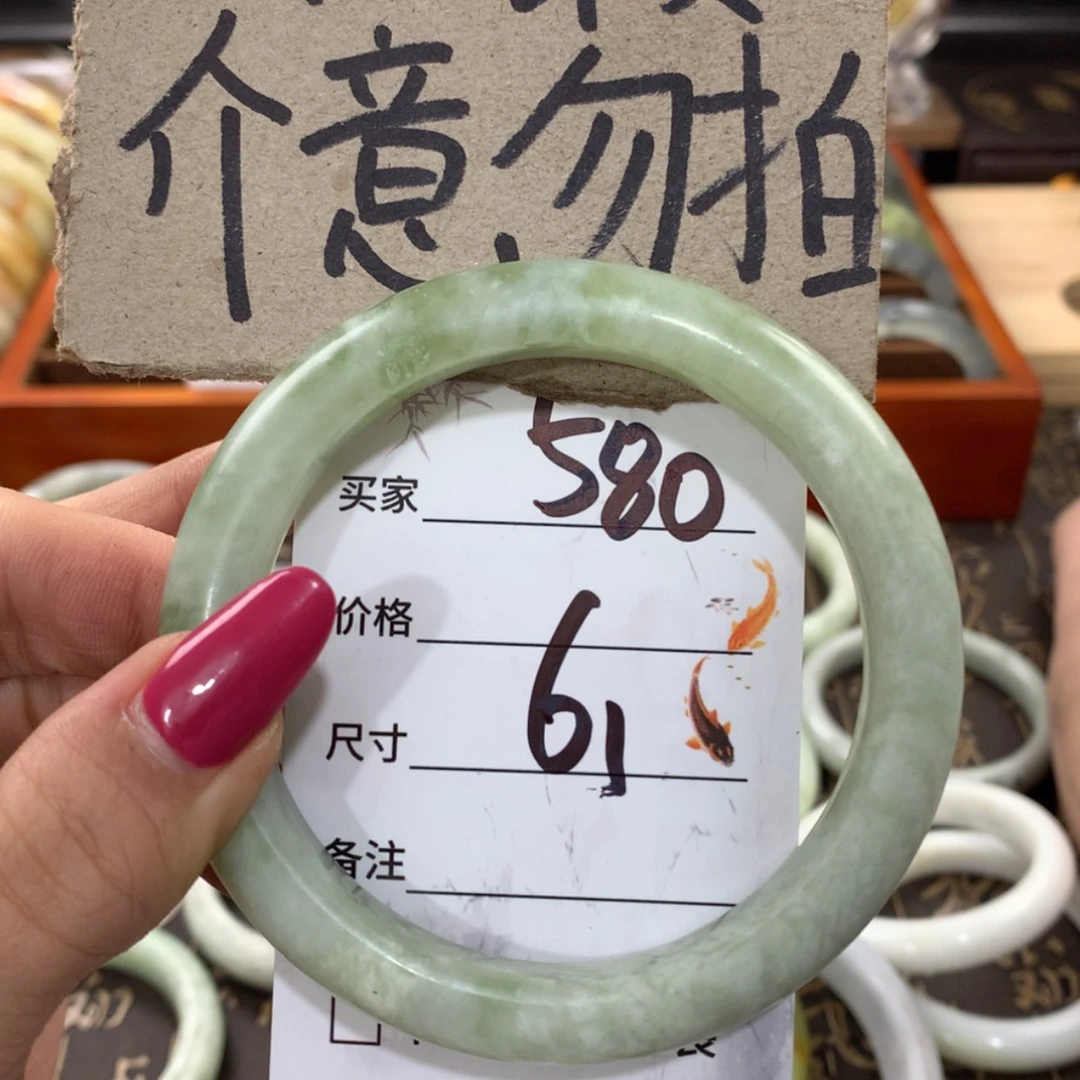 介意勿拍
买家 580
价格
尺寸 61
备注